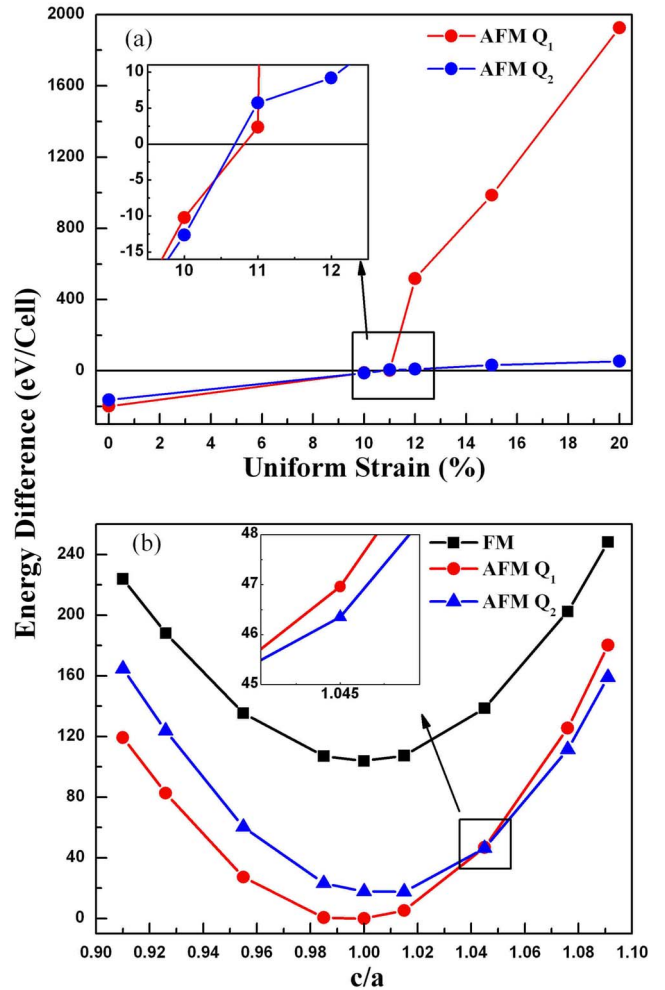 (a)
AFM Q1
AFM Q2
2000
1600
1200
800
400
0
10
5
0
-5
-10
-15
10 11 12
0 2 4 6 8 10 12 14 16 18 20
Uniform Strain (%)
Energy Difference (eV/Cell)
(b)
FM
AFM Q1
AFM Q2
48
47
46
45
1.045
240
200
160
120
80
40
0
0.90 0.92 0.94 0.96 0.98 1.00 1.02 1.04 1.06 1.08 1.10
c/a